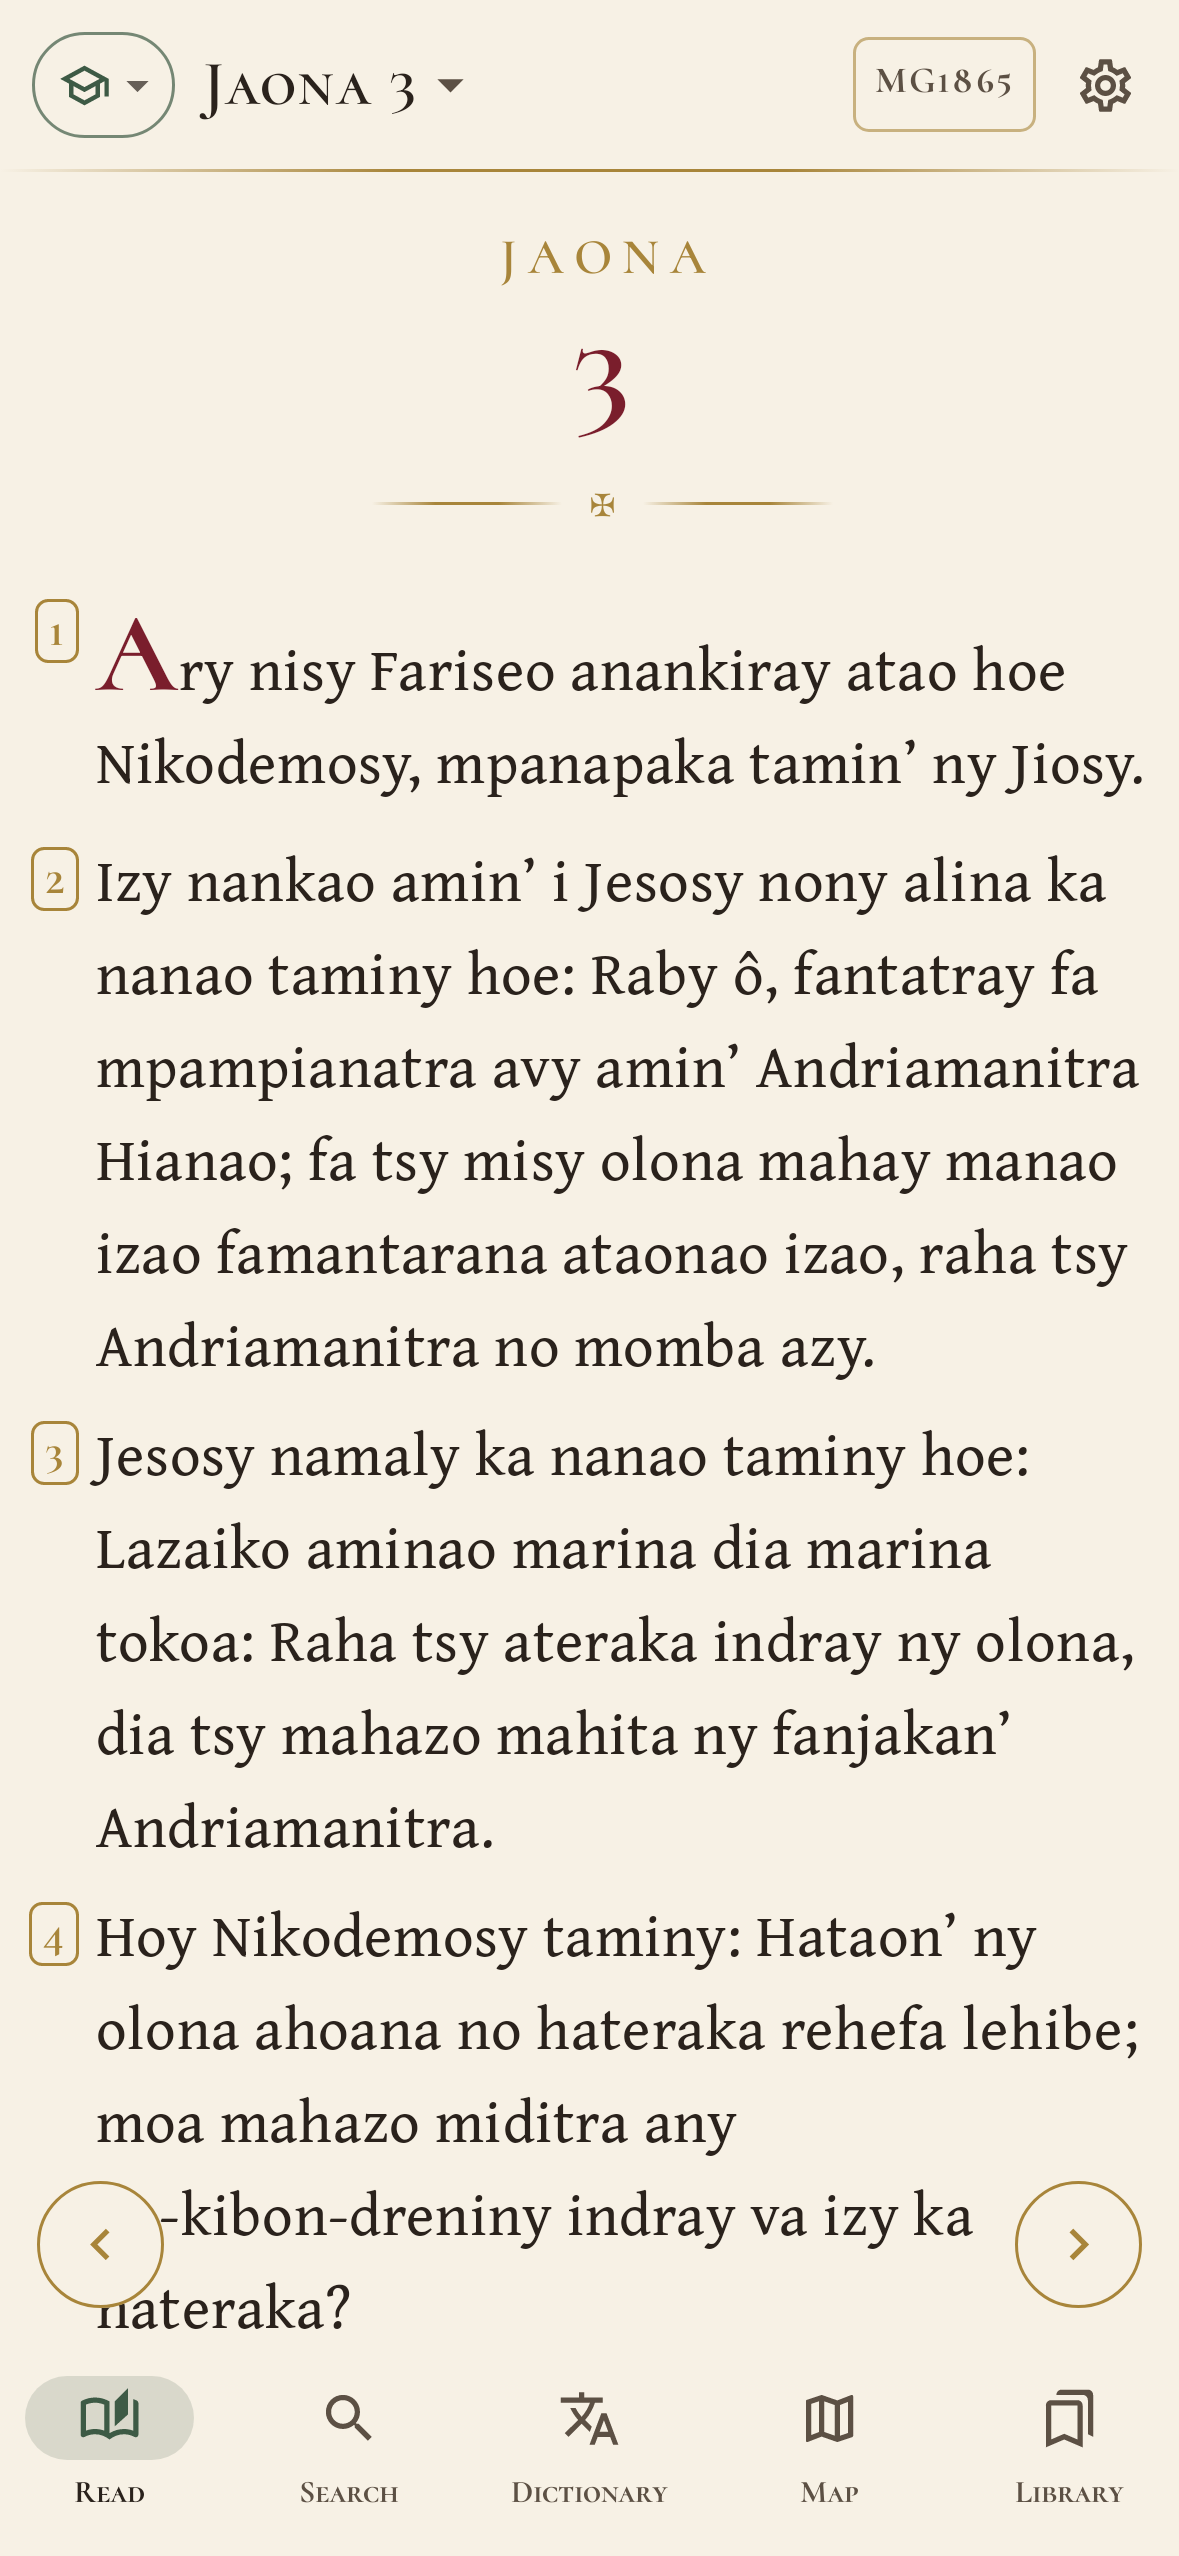 Jaona 3
MG1865
JAONA
3
1 Ary nisy Fariseo anankiray atao hoe
Nikodemosy, mpanapaka tamin’ ny Jiosy.
2 Izy nankao amin’ i Jesosy nony alina ka
nanao taminy hoe: Raby ô, fantatray fa
mpampianatra avy amin’ Andriamanitra
Hianao; fa tsy misy olona mahay manao
izao famantarana ataonao izao, raha tsy
Andriamanitra no momba azy.
3 Jesosy namaly ka nanao taminy hoe:
Lazaiko aminao marina dia marina
tokoa: Raha tsy ateraka indray ny olona,
dia tsy mahazo mahita ny fanjakan’
Andriamanitra.
4 Hoy Nikodemosy taminy: Hataon’ ny
olona ahoana no hateraka rehefa lehibe;
moa mahazo miditra any
-kibon-dreniny indray va izy ka
hateraka?
Read
Search
Dictionary
Map
Library